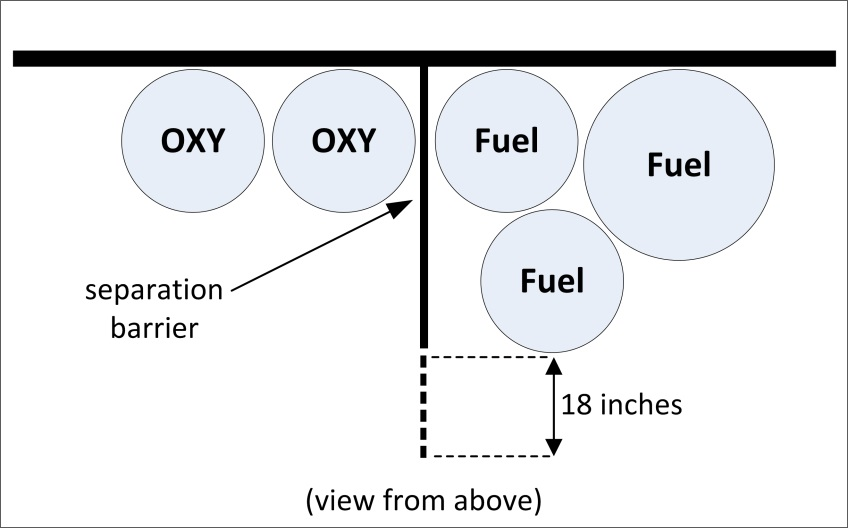 OXY
OXY
Fuel
Fuel
Fuel
separation
barrier
18 inches
(view from above)